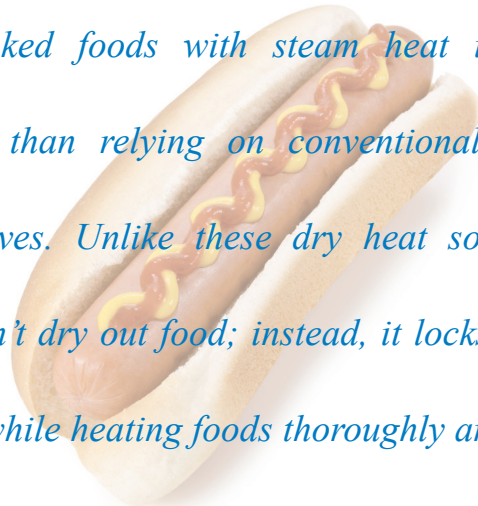 ked foods with steam heat
than relying on conventional
ves. Unlike these dry heat so
n't dry out food; instead, it locks
while heating foods thoroughly a